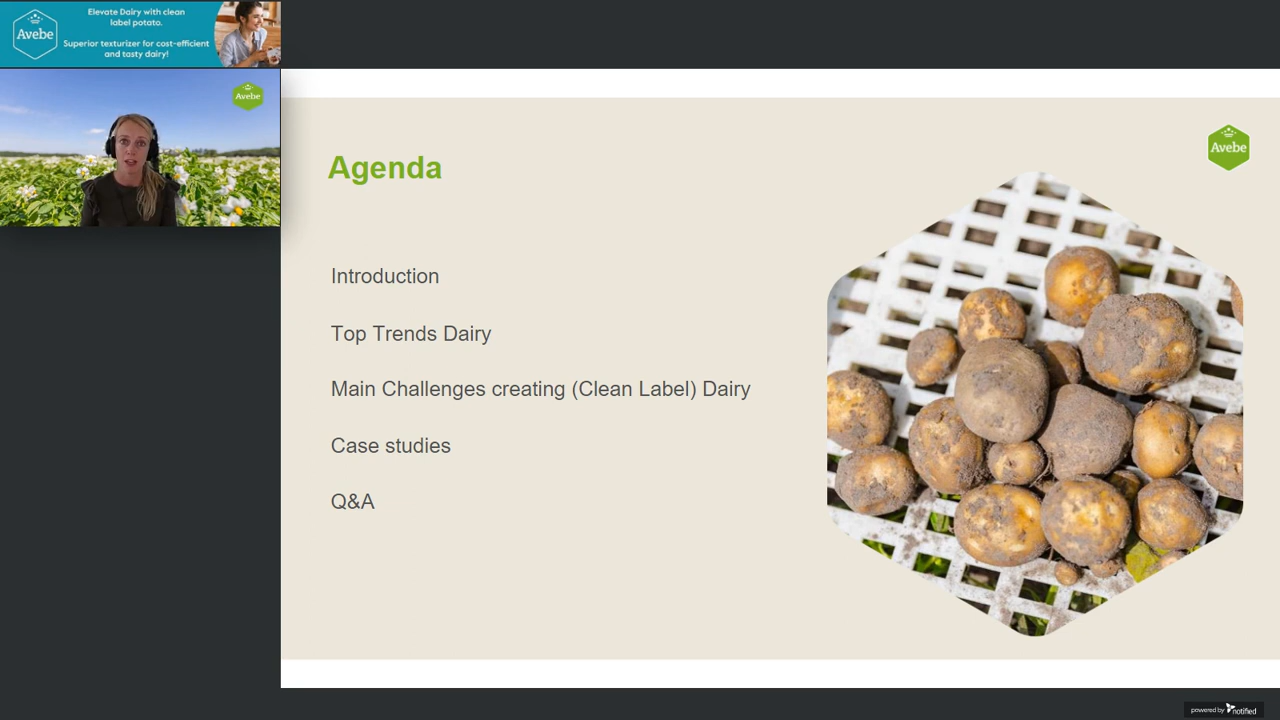 Elevate Dairy with clean
label potato.
Avebe
Superior texturizer for cost-efficient
and tasty dairy!
Avebe
Avebe
Agenda
Introduction
Top Trends Dairy
Main Challenges creating (Clean Label) Dairy
Case studies
Q&A
powered by notified